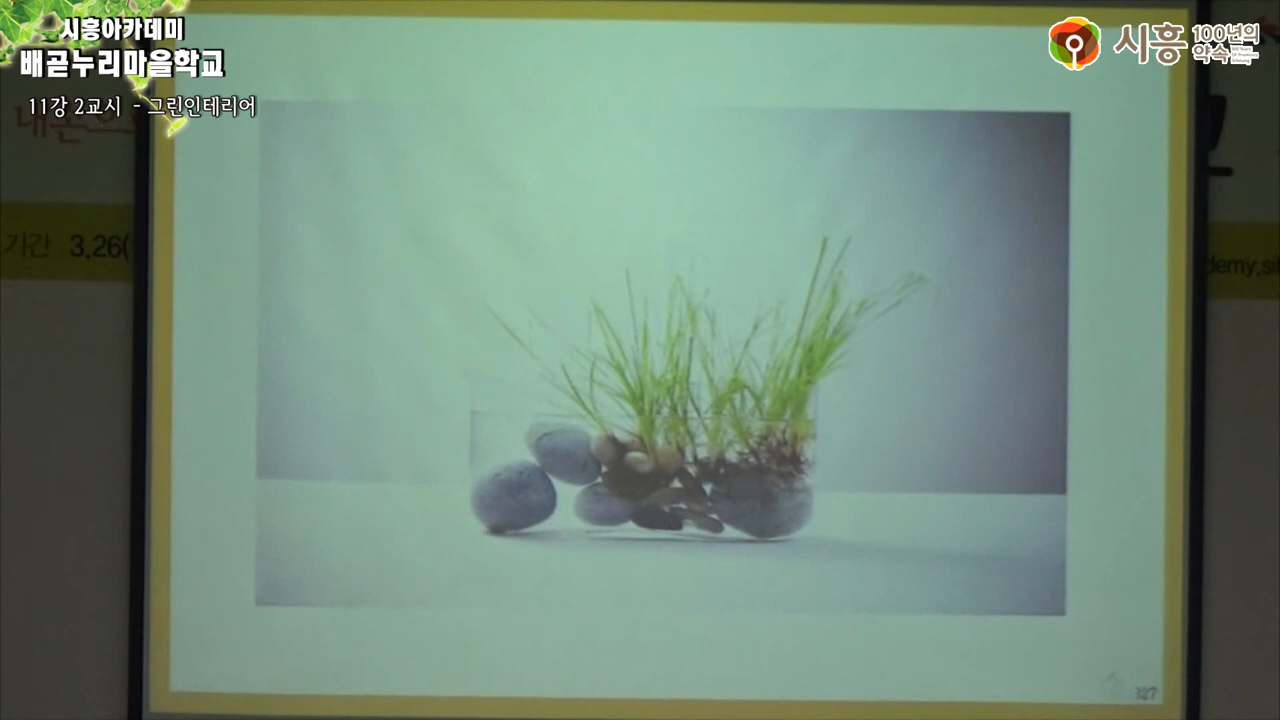 시흥아카데미
배곧누리마을학교
11강 2교시 - 그린인테리어
시흥 100년의
약속
기간 3.26(
demy.si